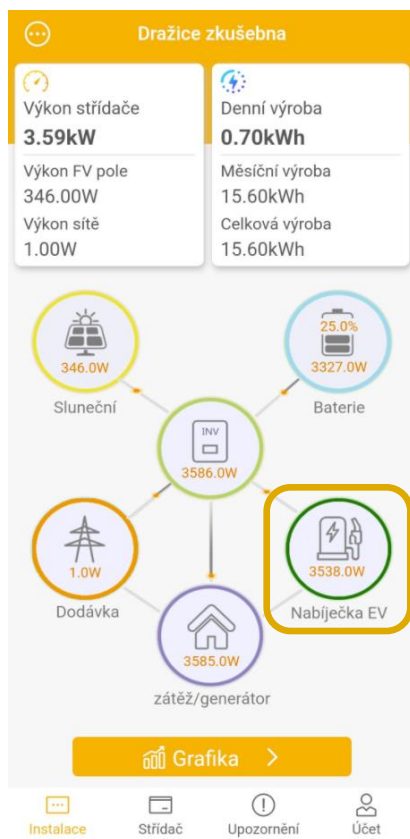 Dražice zkušebna
Výkon střídače
3.59kW
Výkon FV pole
346.00W
Výkon sítě
1.00W
Denní výroba
0.70kWh
Měsíční výroba
15.60kWh
Celková výroba
15.60kWh
346.0W
Sluneční
25.0%
3327.0W
Baterie
INV
3586.0W
1.0W
Dodávka
3538.0W
Nabíječka EV
3585.0W
zátěž/generátor
Grafika >
Instalace
Střídač
Upozornění
Účet